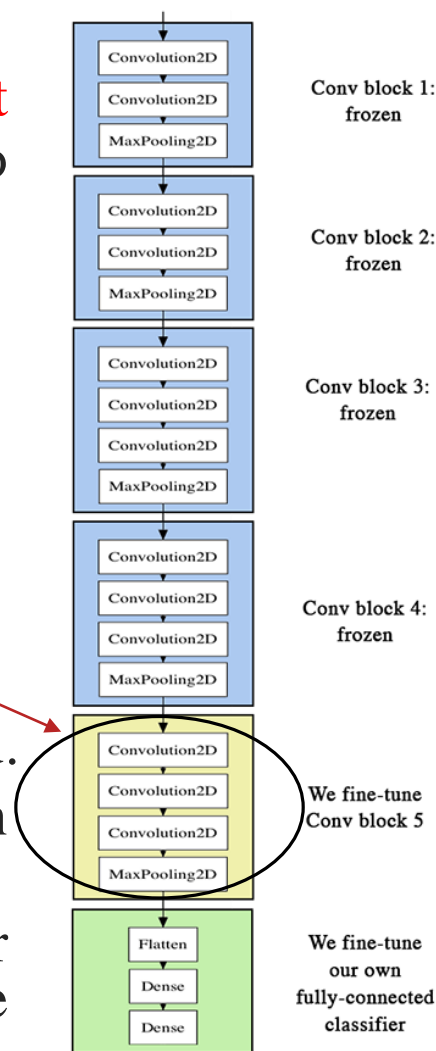 Convolution2D
Convolution2D
MaxPooling2D
Conv block 1:
frozen
Convolution2D
Convolution2D
MaxPooling2D
Conv block 2:
frozen
Convolution2D
Convolution2D
Convolution2D
MaxPooling2D
Conv block 3:
frozen
Convolution2D
Convolution2D
Convolution2D
MaxPooling2D
Conv block 4:
frozen
Convolution2D
Convolution2D
Convolution2D
MaxPooling2D
We fine-tune
Conv block 5
Flatten
Dense
Dense
We fine-tune
our own
fully-connected
classifier